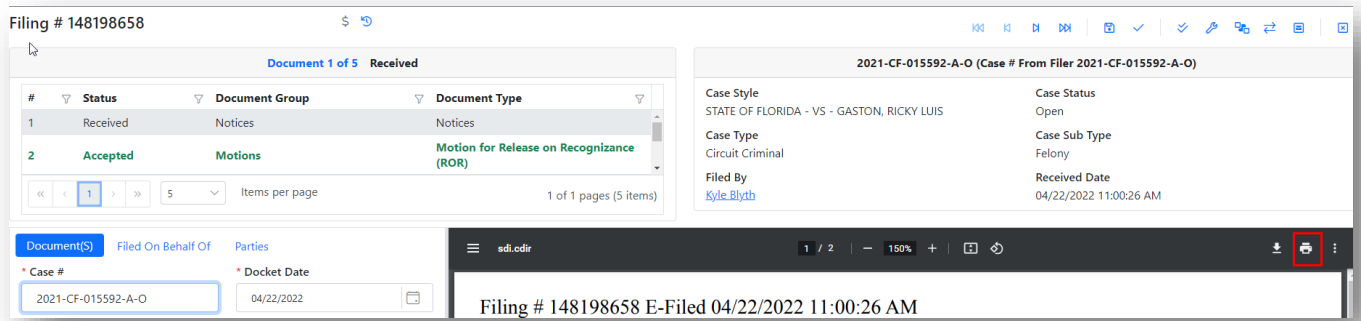 Filing # 148198658 $
Document 1 of 5 Received
# Status Document Group Document Type
1 Received Notices Notices
2 Accepted Motions Motion for Release on Recognizance
(ROR)
« < 1 > » 5 Items per page 1 of 1 pages (5 items)
2021-CF-015592-A-O (Case # From Filer 2021-CF-015592-A-O)
Case Style Case Status
STATE OF FLORIDA - VS - GASTON, RICKY LUIS Open
Case Type Case Sub Type
Circuit Criminal Felony
Filed By Received Date
Kyle Blyth 04/22/2022 11:00:26 AM
Document(S) Filed On Behalf Of Parties
* Case # * Docket Date
2021-CF-015592-A-O 04/22/2022
sdi.cdir 1 / 2 − 150% +
Filing # 148198658 E-Filed 04/22/2022 11:00:26 AM